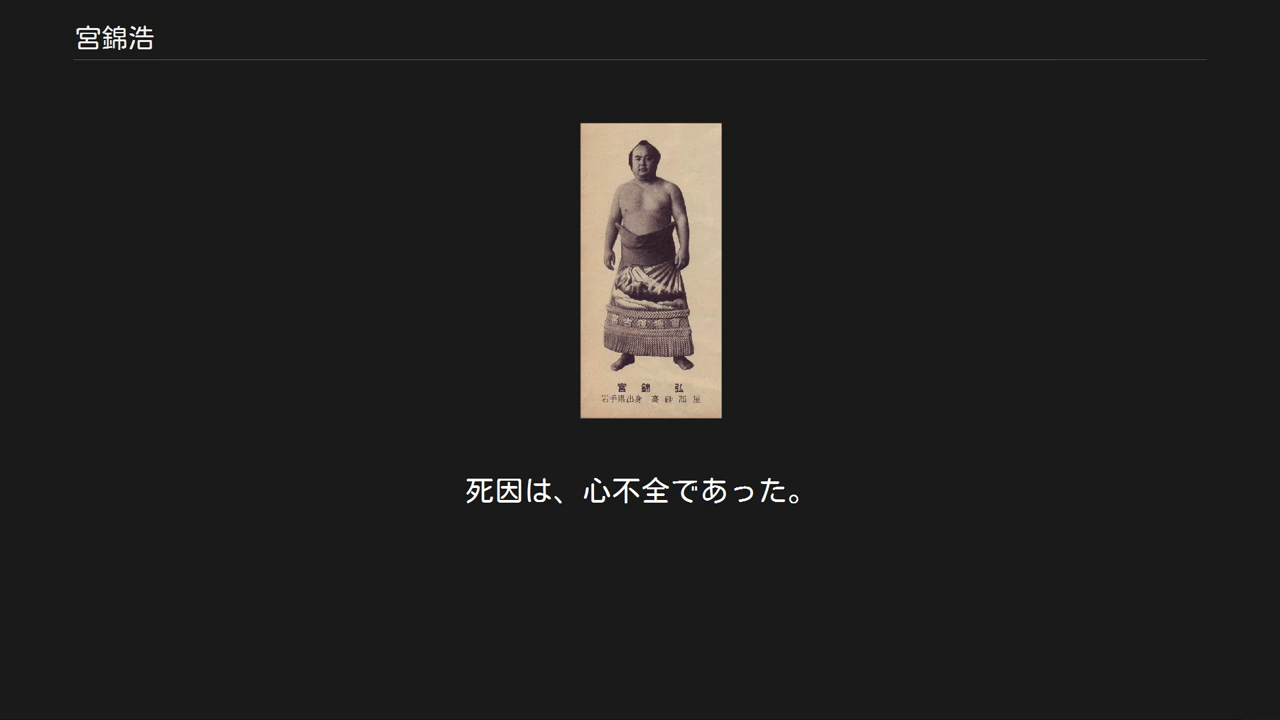 宮錦浩
宮錦 弘
岩手県出身 高砂部屋
死因は、心不全であった。